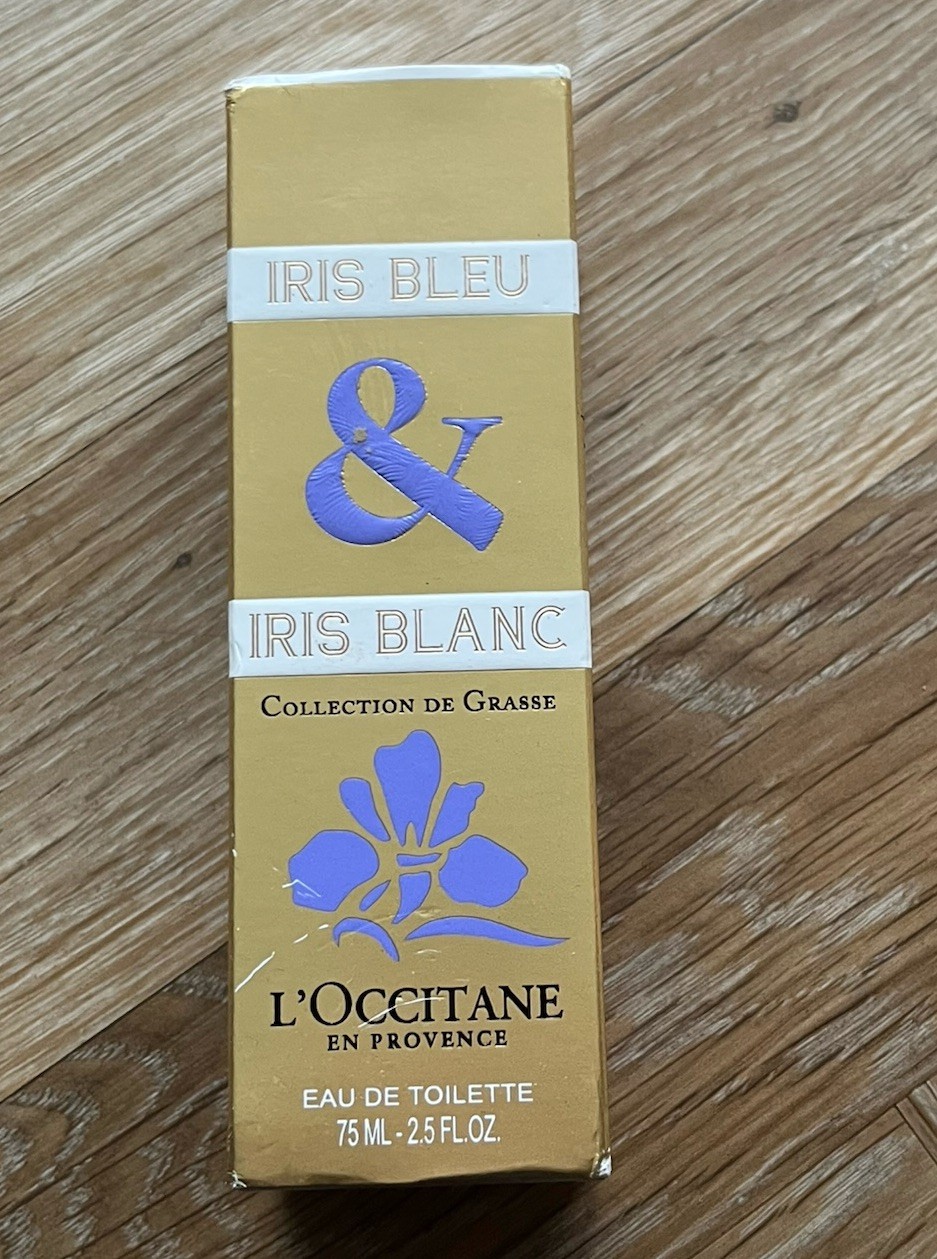 IRIS BLEU
&
IRIS BLANC
COLLECTION DE GRASSE
L'OCCITANE
EN PROVENCE
EAU DE TOILETTE
75 ML - 2.5 FL.OZ.